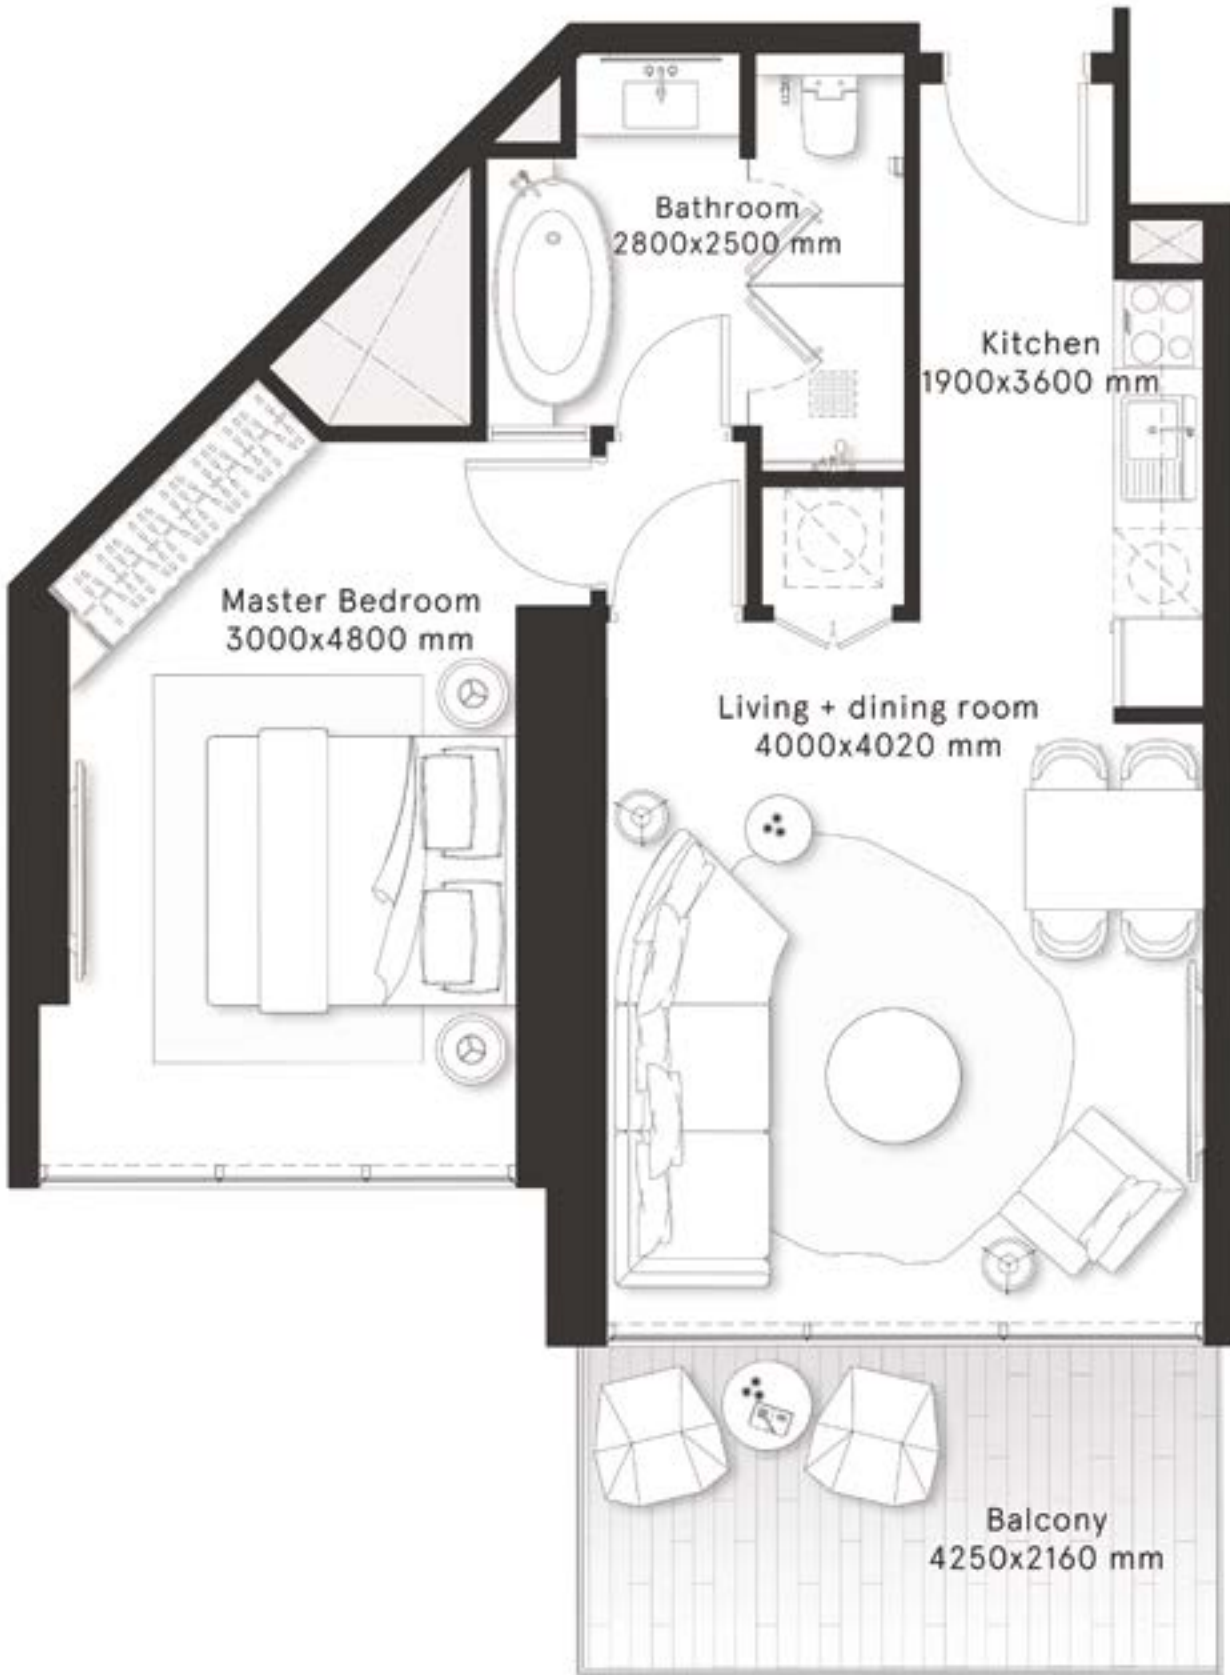 Bathroom
2800x2500 mm
Kitchen
1900x3600 mm
Master Bedroom
3000x4800 mm
Living + dining room
4000x4020 mm
Balcony
4250x2160 mm